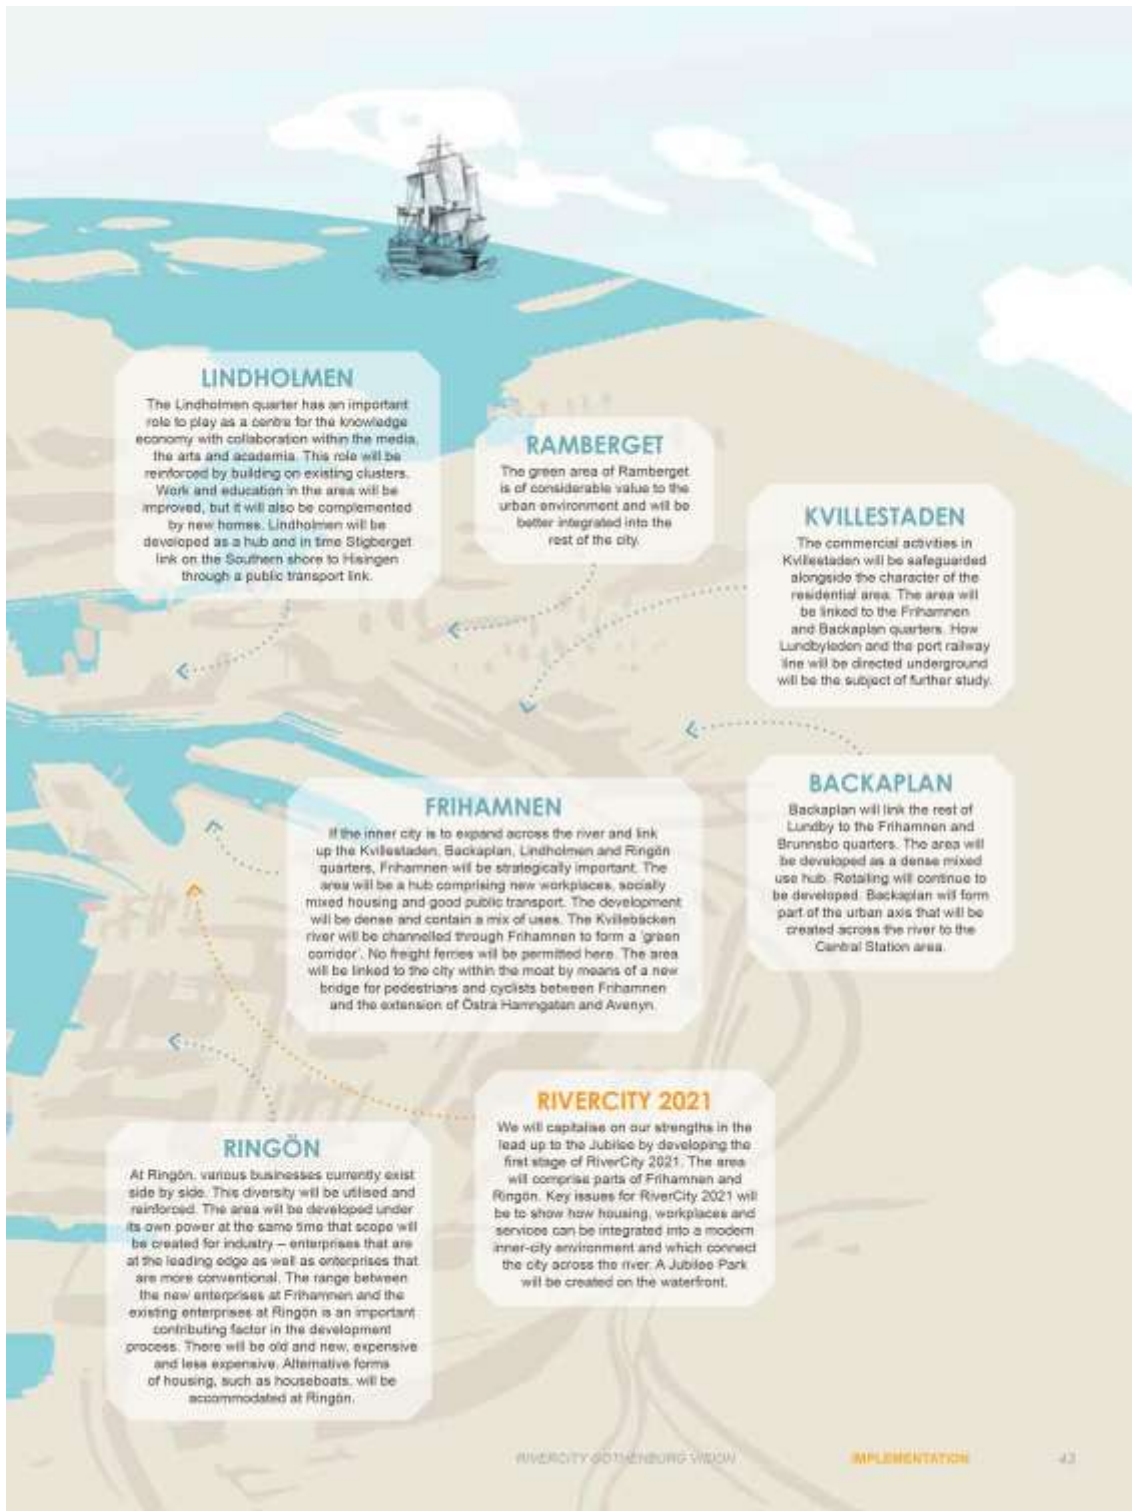 LINDHOLMEN
The Lindholmen quarter has an important
role to play as a centre for the knowledge
economy with collaboration within the media,
the arts and academia. This role will be
reinforced by building on existing clusters.
Work and education in the area will be
improved, but it will also be complemented
by new homes. Lindholmen will be
developed as a hub and in time Stigberget
link on the Southern shore to Hisingen
through a public transport link.
RAMBERGET
The green area of Ramberget
is of considerable value to the
urban environment and will be
better integrated into the
rest of the city.
KVILLESTADEN
The commercial activities in
Kvillestaden will be safeguarded
alongside the character of the
residential area. The area will
be linked to the Frihamnen
and Backaplan quarters. How
Lundbyleden and the port railway
line will be directed underground
will be the subject of further study.
BACKAPLAN
Backaplan will link the rest of
Lundby to the Frihamnen and
Brunnsbo quarters. The area will
be developed as a dense mixed
use hub. Retailing will continue to
be developed. Backaplan will form
part of the urban axis that will be
created across the river to the
Central Station area.
FRIHAMNEN
If the inner city is to expand across the river and link
up the Kvillestaden, Backaplan, Lindholmen and Ringön
quarters, Frihamnen will be strategically important. The
area will be a hub comprising new workplaces, socially
mixed housing and good public transport. The development
will be dense and contain a mix of uses. The Kvillebäcken
river will be channelled through Frihamnen to form a 'green
corridor'. No freight ferries will be permitted here. The area
will be linked to the city within the moat by means of a new
bridge for pedestrians and cyclists between Frihamnen
and the extension of Östra Hamngatan and Avenyn.
RIVERCITY 2021
We will capitalise on our strengths in the
lead up to the Jubilee by developing the
first stage of RiverCity 2021. The area
will comprise parts of Frihamnen and
Ringön. Key issues for RiverCity 2021 will
be to show how housing, workplaces and
services can be integrated into a modern
inner-city environment and which connect
the city across the river. A Jubilee Park
will be created on the waterfront.
RINGÖN
At Ringön, various businesses currently exist
side by side. This diversity will be utilised and
reinforced. The area will be developed under
its own power at the same time that scope will
be created for industry – enterprises that are
at the leading edge as well as enterprises that
are more conventional. The range between
the new enterprises at Frihamnen and the
existing enterprises at Ringön is an important
contributing factor in the development
process. There will be old and new, expensive
and less expensive. Alternative forms
of housing, such as houseboats, will be
accommodated at Ringön.
RIVERCITY GOTHENBURG VISION
IMPLEMENTATION
43